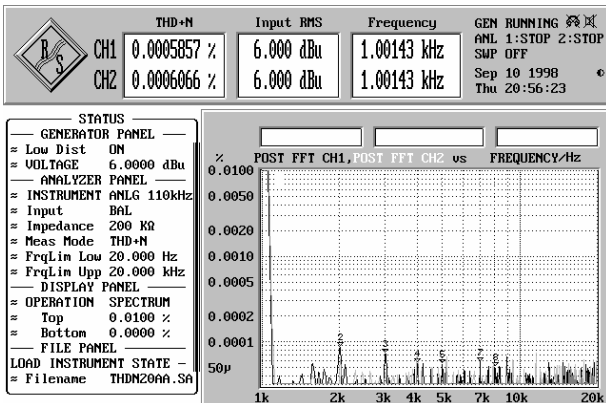 THD+N Input RMS Frequency
R S CH1 0.0005857 % 6.000 dBu 1.00143 kHz
CH2 0.0006066 % 6.000 dBu 1.00143 kHz
GEN RUNNING
ANL 1:STOP 2:STOP
SWP OFF
Sep 10 1998
Thu 20:56:23
STATUS
GENERATOR PANEL
≈ Low Dist ON
≈ VOLTAGE 6.0000 dBu
ANALYZER PANEL
≈ INSTRUMENT ANLG 110kHz
≈ Input BAL
≈ Impedance 200 KΩ
≈ Meas Mode THD+N
≈ FrqLim Low 20.000 Hz
≈ FrqLim Upp 20.000 kHz
DISPLAY PANEL
≈ OPERATION SPECTRUM
≈ Top 0.0100 %
≈ Bottom 0.0000 %
FILE PANEL
LOAD INSTRUMENT STATE
≈ Filename THDN20AA.SA
% POST FFT CH1,POST FFT CH2 vs FREQUENCY/Hz
0.0100
0.0050
0.0020
0.0010
0.0005
0.0002
0.0001
50µ
2 3 4 5 7 8
1k 2k 3k 4k 5k 7k 10k 20k